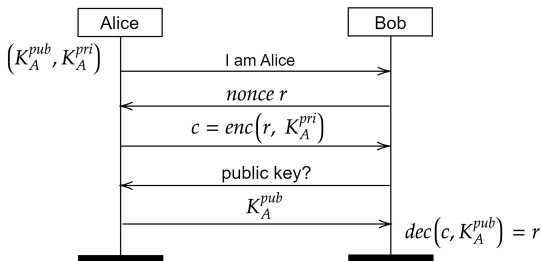 Alice
Bob
(K_A^{pub}, K_A^{pri})
I am Alice
nonce r
c = enc(r, K_A^{pri})
public key?
K_A^{pub}
dec(c, K_A^{pub}) = r